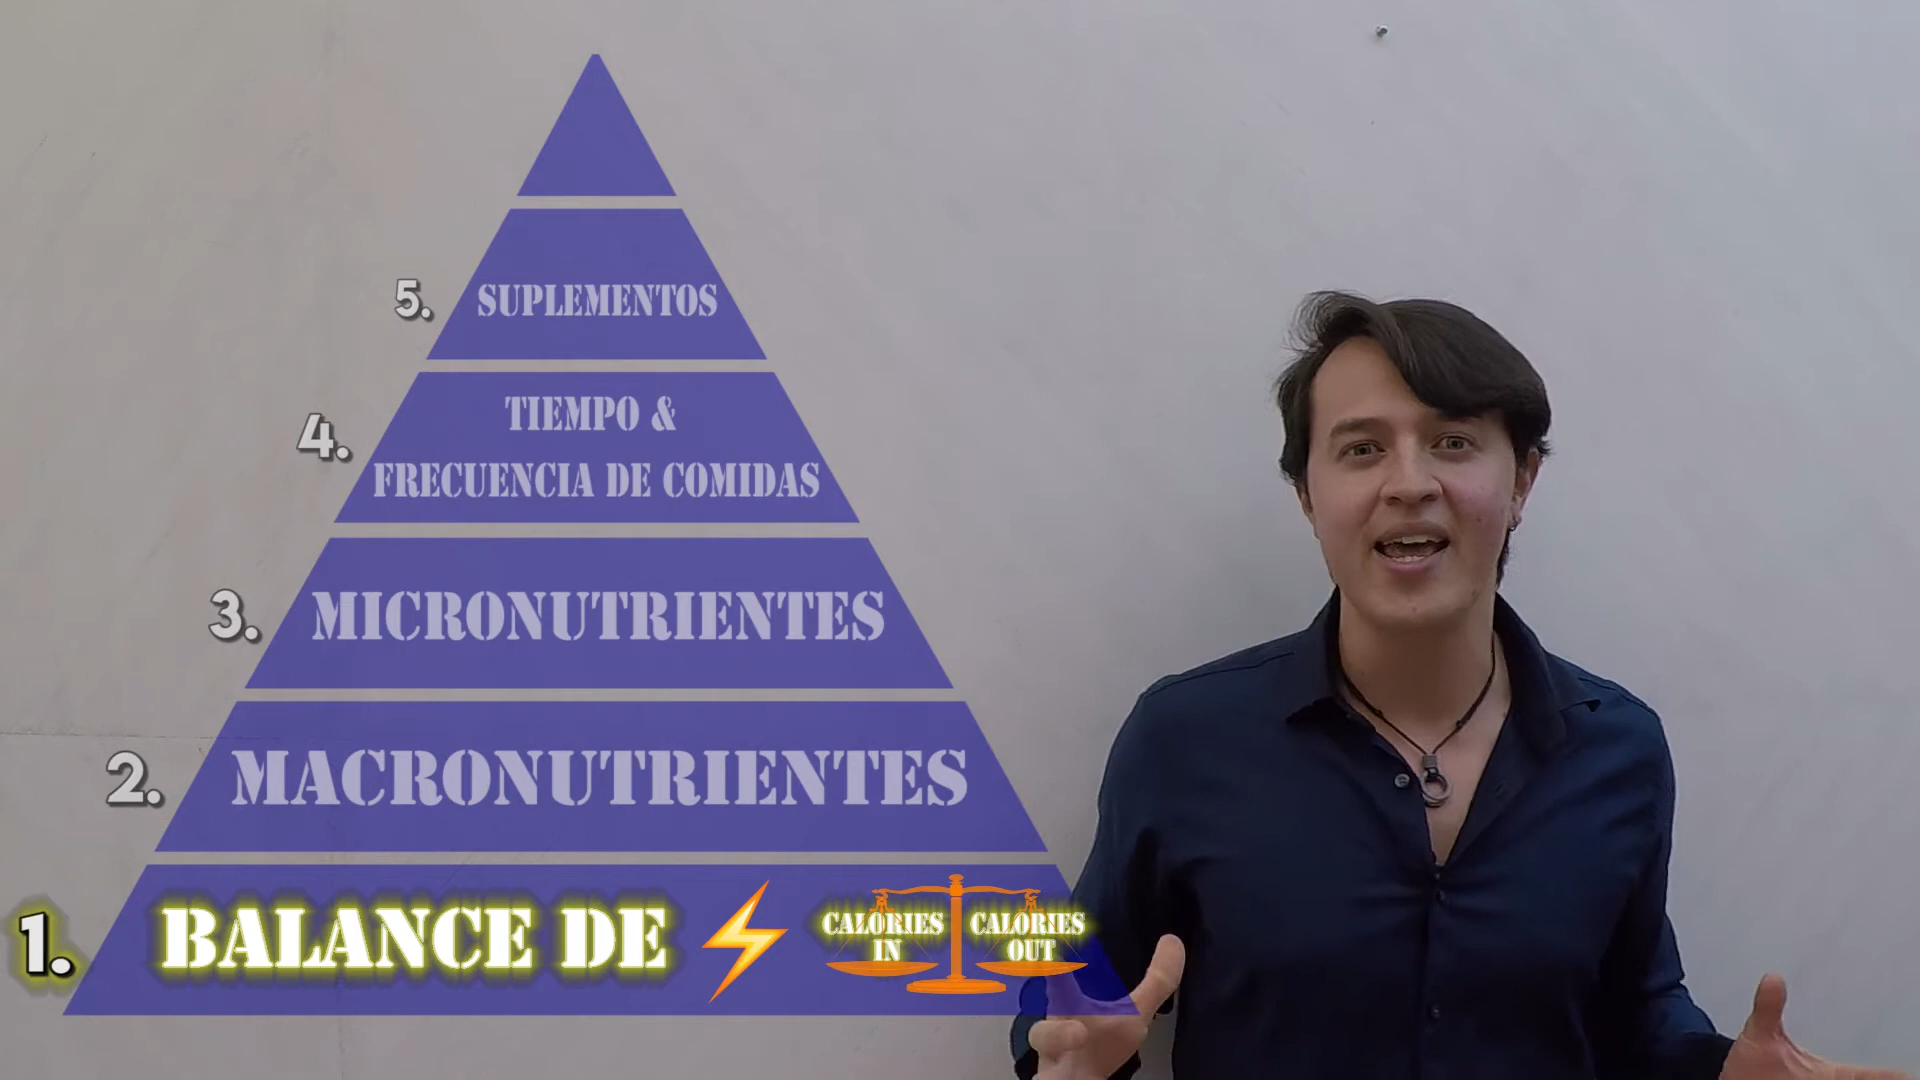 5. SUPLEMENTOS
4. TIEMPO &
FRECUENCIA DE COMIDAS
3. MICRONUTRIENTES
2. MACRONUTRIENTES
1. BALANCE DE
CALORIES IN
CALORIES OUT